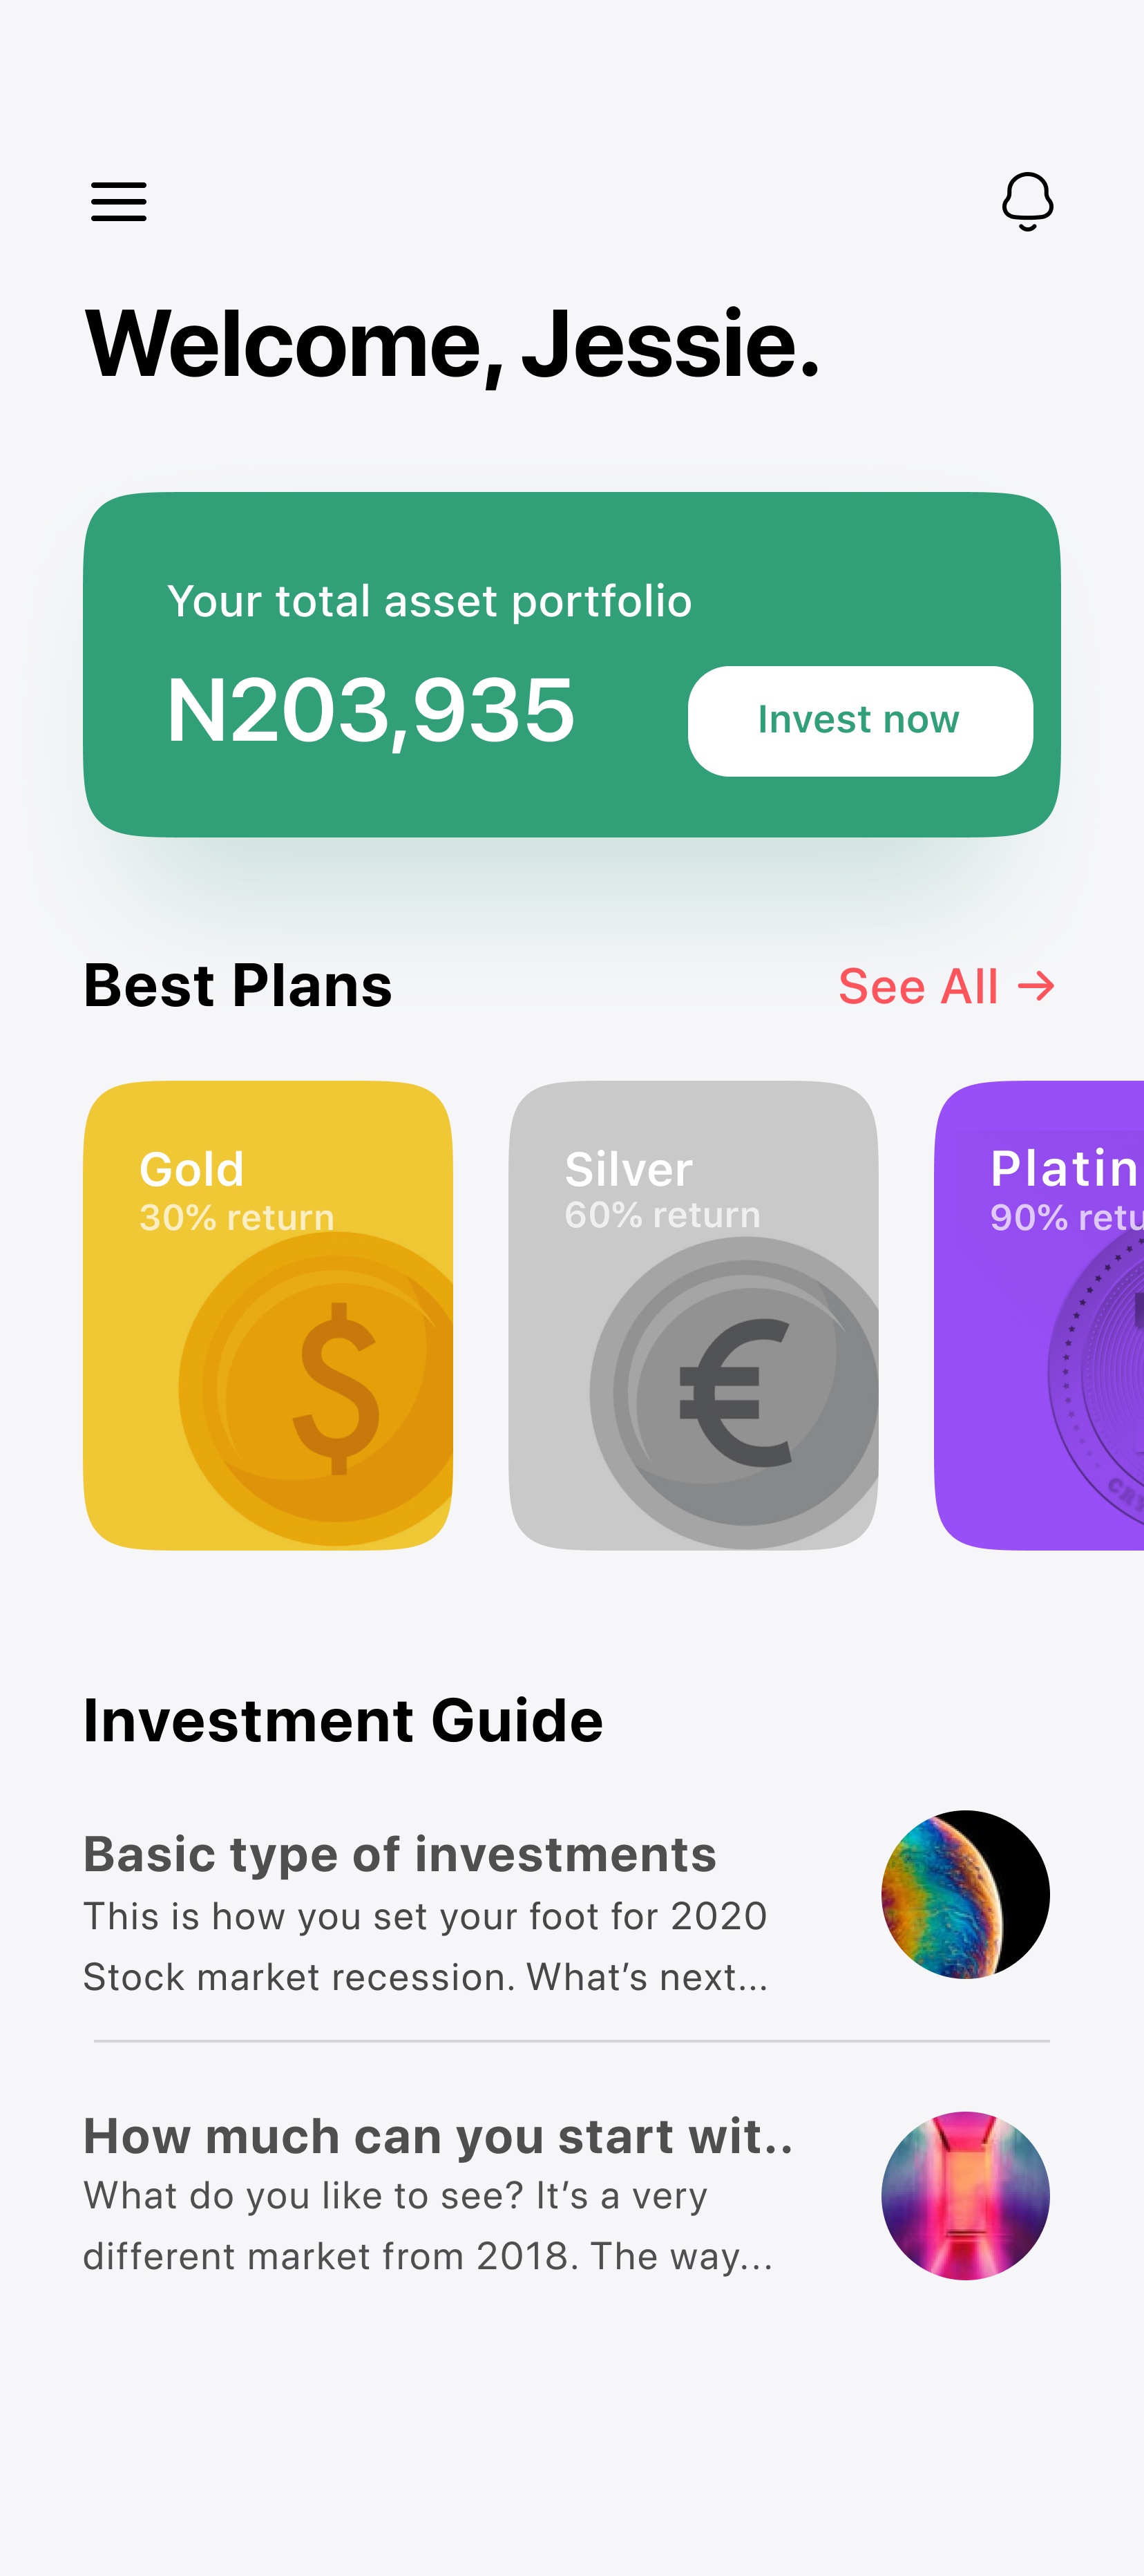 Welcome, Jessie.
Your total asset portfolio
N203,935
Invest now
Best Plans
See All →
Gold
30% return
Silver
60% return
Platin
90% retu
$
€
Investment Guide
Basic type of investments
This is how you set your foot for 2020
Stock market recession. What’s next...
How much can you start wit..
What do you like to see? It’s a very
different market from 2018. The way...